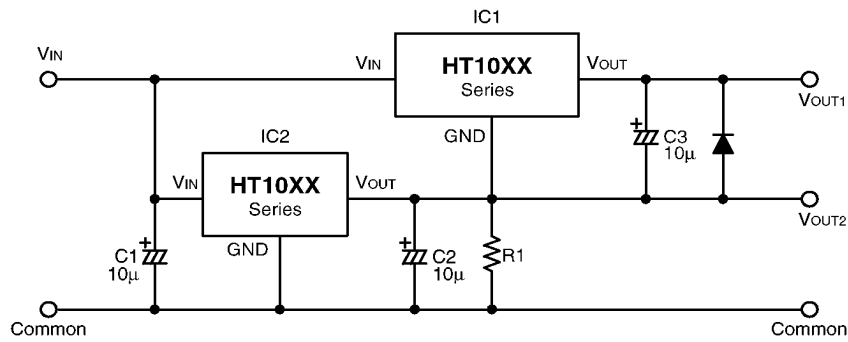 IC1
VIN
VIN
HT10XX
Series
VOUT
VOUT1
GND
C3
10μ
IC2
VIN
HT10XX
Series
VOUT
VOUT2
GND
C1
10μ
C2
10μ
R1
Common
Common